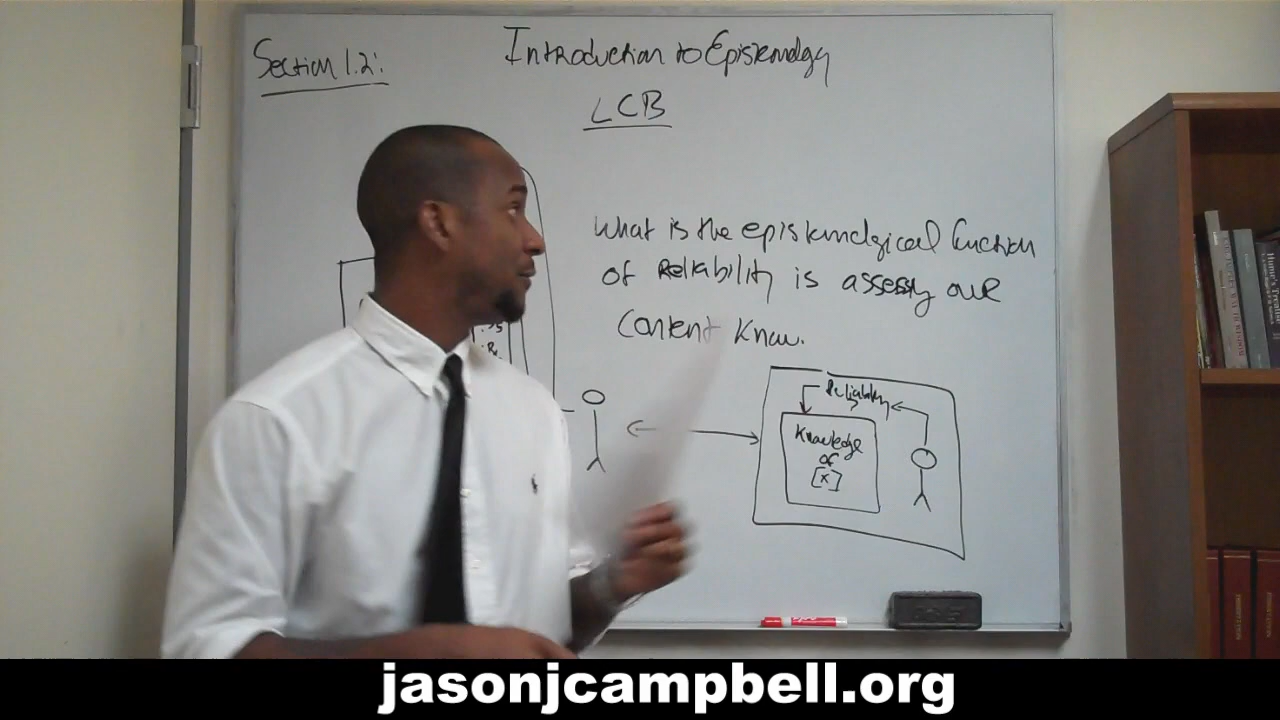 Section 1.2:
Introduction to Epistemology
LCB
What is the epistemological function
of Reliability is assessing our
content know.
Reliability
Knowledge
of
[x]
Hume's
jasonjcampbell.org